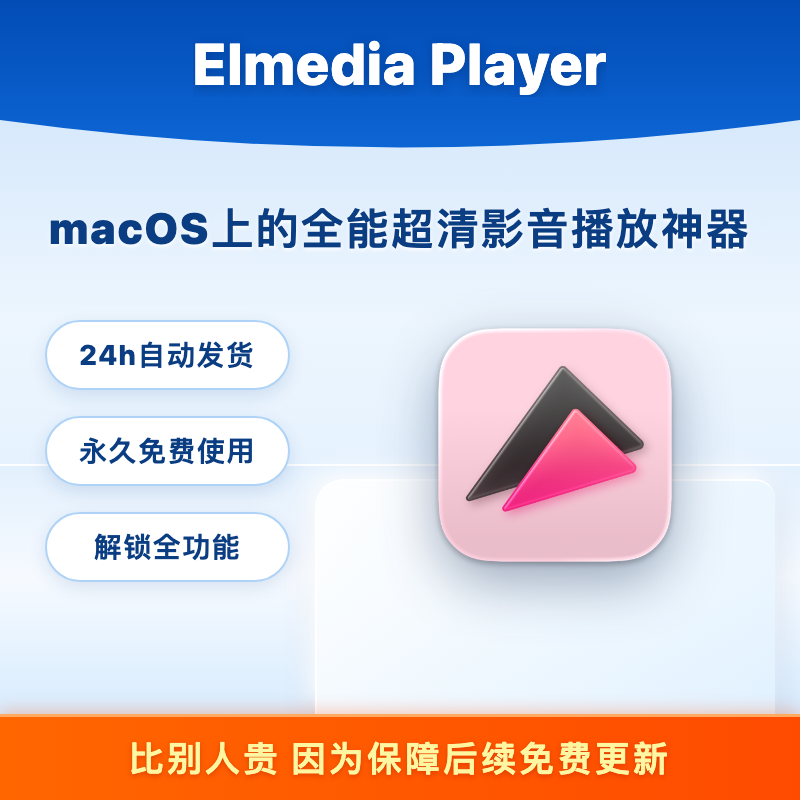 Elmedia Player
macOS上的全能超清影音播放神器
24h自动发货
永久免费使用
解锁全功能
比别人贵 因为保障后续免费更新